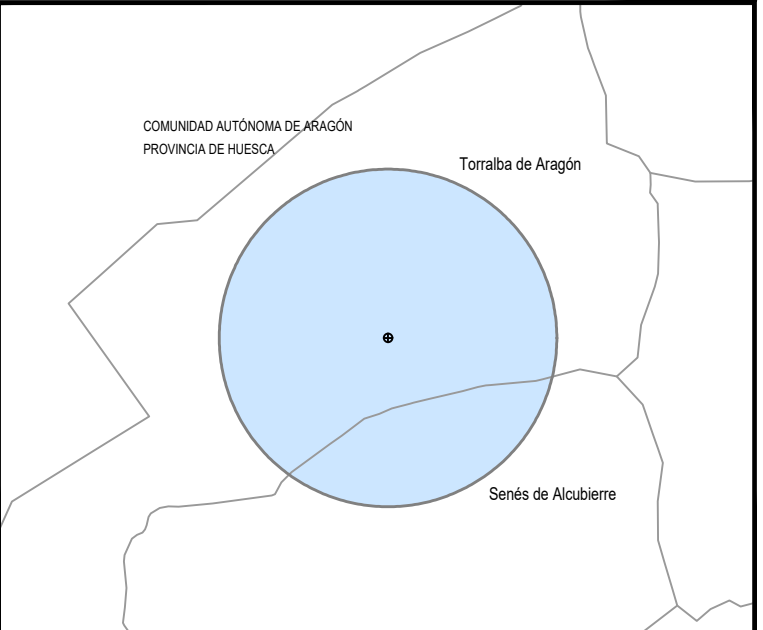 COMUNIDAD AUTÓNOMA DE ARAGÓN
PROVINCIA DE HUESCA
Torralba de Aragón
Senés de Alcubierre